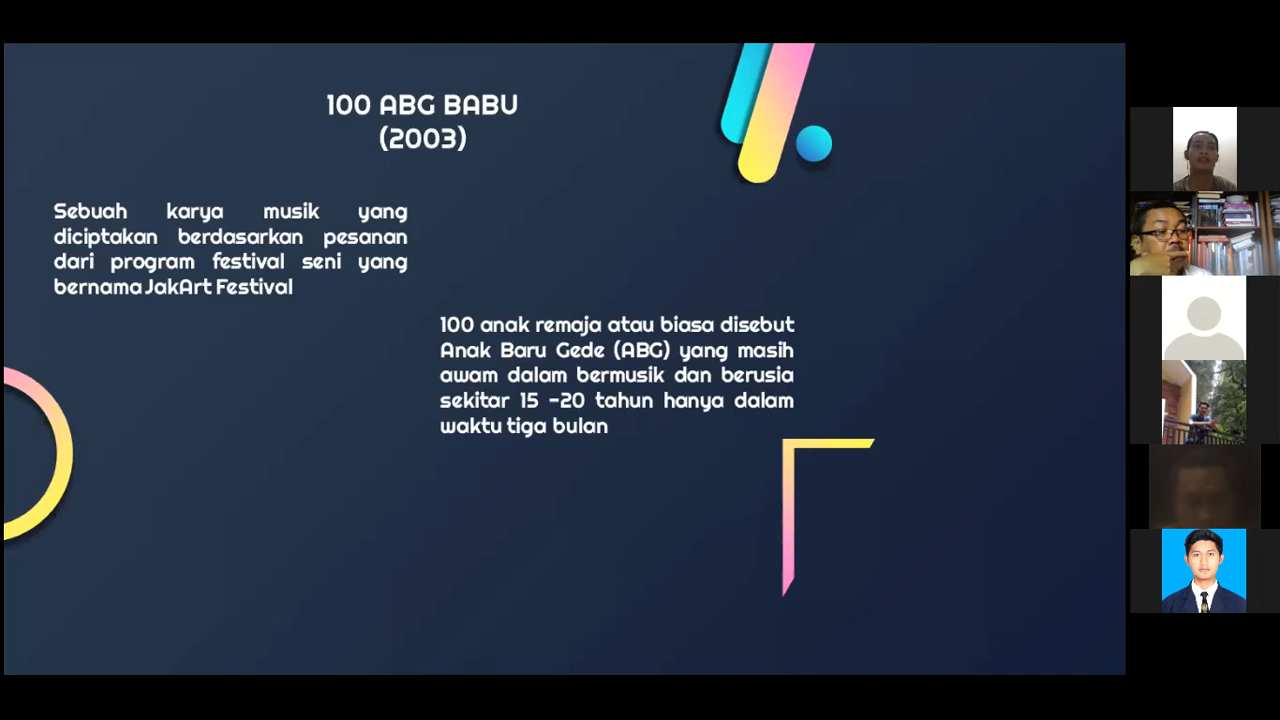 100 ABG BABU
(2003)
Sebuah karya musik yang
diciptakan berdasarkan pesanan
dari program festival seni yang
bernama JakArt Festival
100 anak remaja atau biasa disebut
Anak Baru Gede (ABG) yang masih
awam dalam bermusik dan berusia
sekitar 15 -20 tahun hanya dalam
waktu tiga bulan